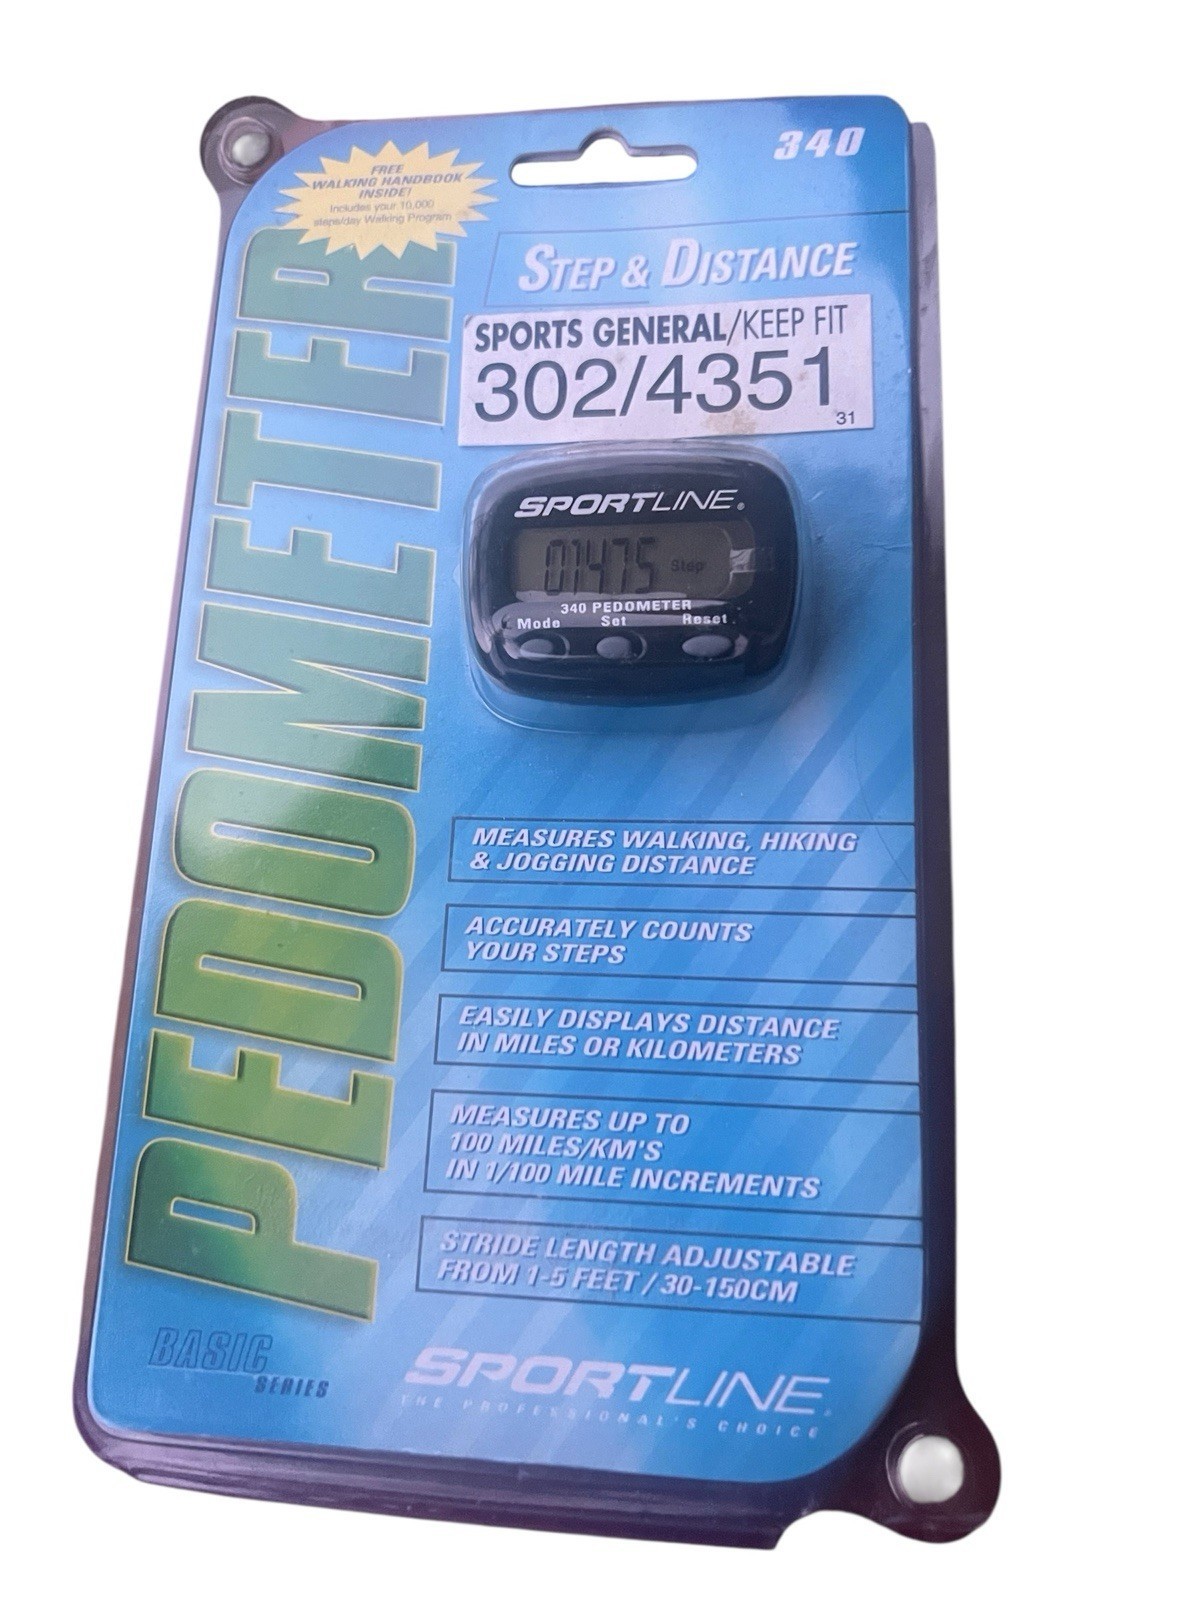 340
FREE
WALKING HANDBOOK
INSIDE!
Includes your 10,000
steps/day Walking Program
STEP & DISTANCE
SPORTS GENERAL/KEEP FIT
302/4351
31
PEDOMETER
SPORTLINE®
01475 Step
340 PEDOMETER
Mode Set Reset
MEASURES WALKING, HIKING
& JOGGING DISTANCE
ACCURATELY COUNTS
YOUR STEPS
EASILY DISPLAYS DISTANCE
IN MILES OR KILOMETERS
MEASURES UP TO
100 MILES/KM'S
IN 1/100 MILE INCREMENTS
STRIDE LENGTH ADJUSTABLE
FROM 1-5 FEET / 30-150CM
BASIC
SERIES
SPORTLINE®
THE PROFESSIONAL'S CHOICE